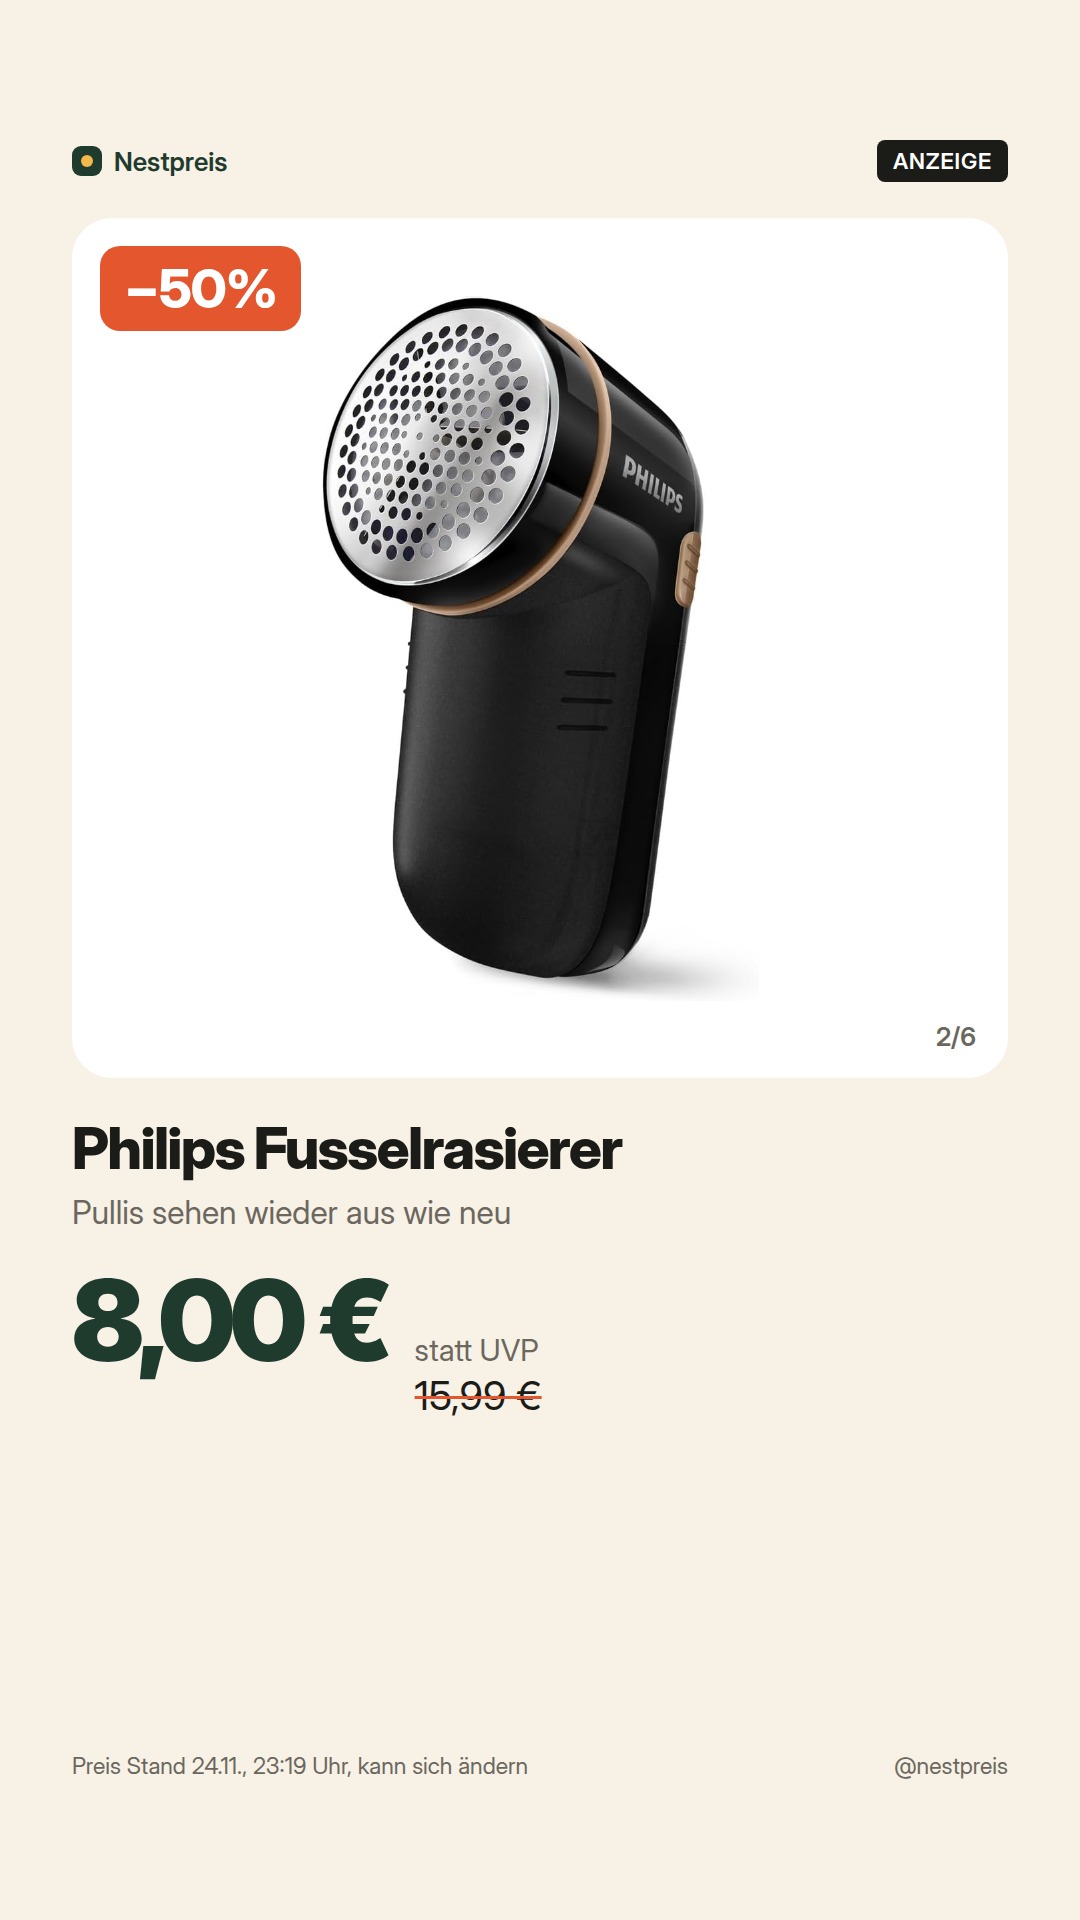 Nestpreis
ANZEIGE
–50%
PHILIPS
2/6
Philips Fusselrasierer
Pullis sehen wieder aus wie neu
8,00 €
statt UVP
15,99 €
Preis Stand 24.11., 23:19 Uhr, kann sich ändern
@nestpreis